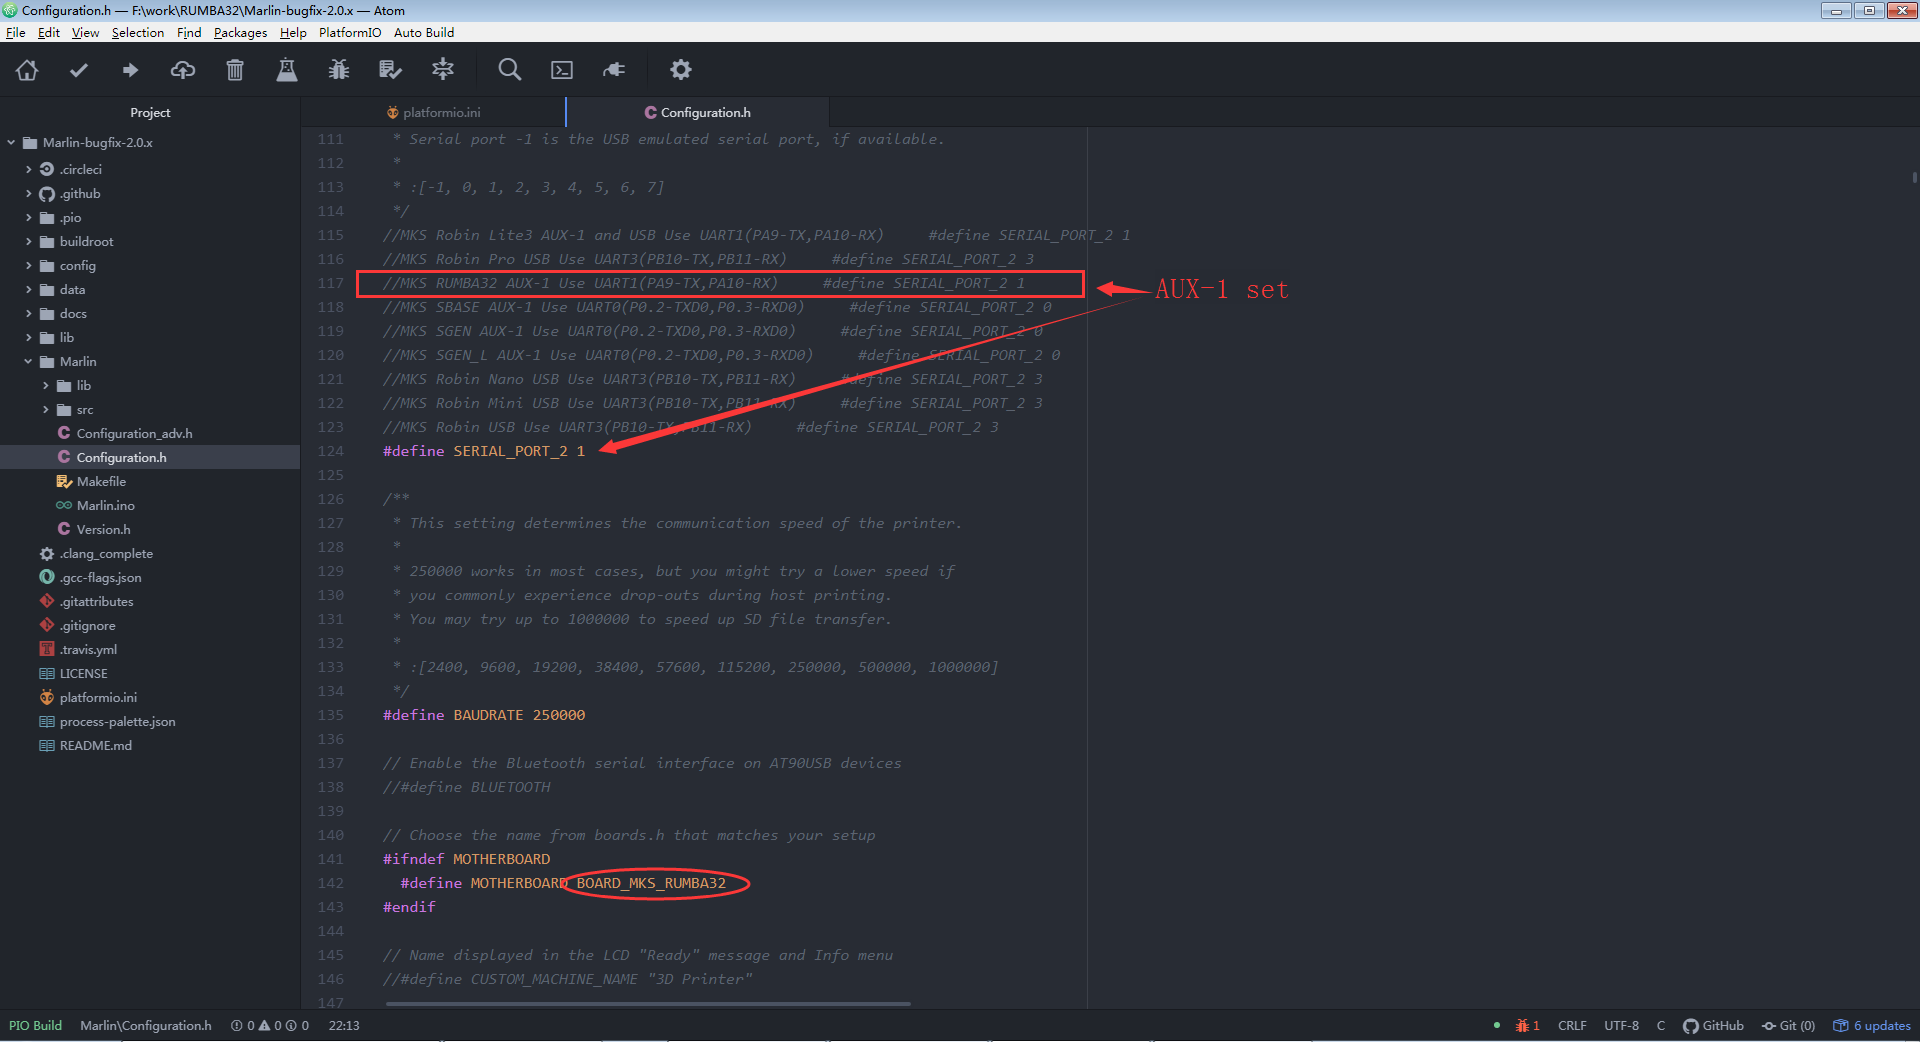 Configuration.h — F:\work\RUMBA32\Marlin-bugfix-2.0.x — Atom
File Edit View Selection Find Packages Help PlatformIO Auto Build
Project
Marlin-bugfix-2.0.x
.circleci
.github
.pio
buildroot
config
data
docs
lib
Marlin
lib
src
Configuration_adv.h
Configuration.h
Makefile
Marlin.ino
Version.h
.clang_complete
.gcc-flags.json
.gitattributes
.gitignore
.travis.yml
LICENSE
platformio.ini
process-palette.json
README.md
platformio.ini Configuration.h
111 * Serial port -1 is the USB emulated serial port, if available.
112 *
113 * :[-1, 0, 1, 2, 3, 4, 5, 6, 7]
114 */
115 //MKS Robin Lite3 AUX-1 and USB Use UART1(PA9-TX,PA10-RX) #define SERIAL_PORT_2 1
116 //MKS Robin Pro USB Use UART3(PB10-TX,PB11-RX) #define SERIAL_PORT_2 3
117 //MKS RUMBA32 AUX-1 Use UART1(PA9-TX,PA10-RX) #define SERIAL_PORT_2 1
AUX-1 set
118 //MKS SBASE AUX-1 Use UART0(P0.2-TXD0,P0.3-RXD0) #define SERIAL_PORT_2 0
119 //MKS SGEN AUX-1 Use UART0(P0.2-TXD0,P0.3-RXD0) #define SERIAL_PORT_2 0
120 //MKS SGEN_L AUX-1 Use UART0(P0.2-TXD0,P0.3-RXD0) #define SERIAL_PORT_2 0
121 //MKS Robin Nano USB Use UART3(PB10-TX,PB11-RX) #define SERIAL_PORT_2 3
122 //MKS Robin Mini USB Use UART3(PB10-TX,PB11-RX) #define SERIAL_PORT_2 3
123 //MKS Robin USB Use UART3(PB10-TX,PB11-RX) #define SERIAL_PORT_2 3
124 #define SERIAL_PORT_2 1
125
126 /**
127 * This setting determines the communication speed of the printer.
128 *
129 * 250000 works in most cases, but you might try a lower speed if
130 * you commonly experience drop-outs during host printing.
131 * You may try up to 1000000 to speed up SD file transfer.
132 *
133 * :[2400, 9600, 19200, 38400, 57600, 115200, 250000, 500000, 1000000]
134 */
135 #define BAUDRATE 250000
136
137 // Enable the Bluetooth serial interface on AT90USB devices
138 //#define BLUETOOTH
139
140 // Choose the name from boards.h that matches your setup
141 #ifndef MOTHERBOARD
142 #define MOTHERBOARD BOARD_MKS_RUMBA32
143 #endif
144
145 // Name displayed in the LCD "Ready" message and Info menu
146 //#define CUSTOM_MACHINE_NAME "3D Printer"
147
PIO Build Marlin\Configuration.h 0 0 0 22:13 1 CRLF UTF-8 C GitHub Git (0) 6 updates